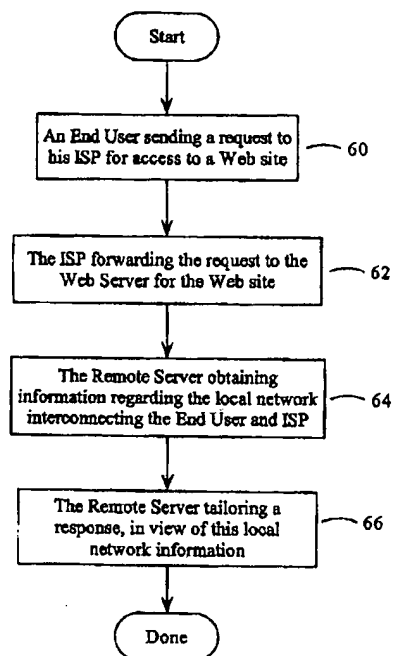 Start
An End User sending a request to
his ISP for access to a Web site
60
The ISP forwarding the request to the
Web Server for the Web site
62
The Remote Server obtaining
information regarding the local network
interconnecting the End User and ISP
64
The Remote Server tailoring a
response, in view of this local
network information
66
Done